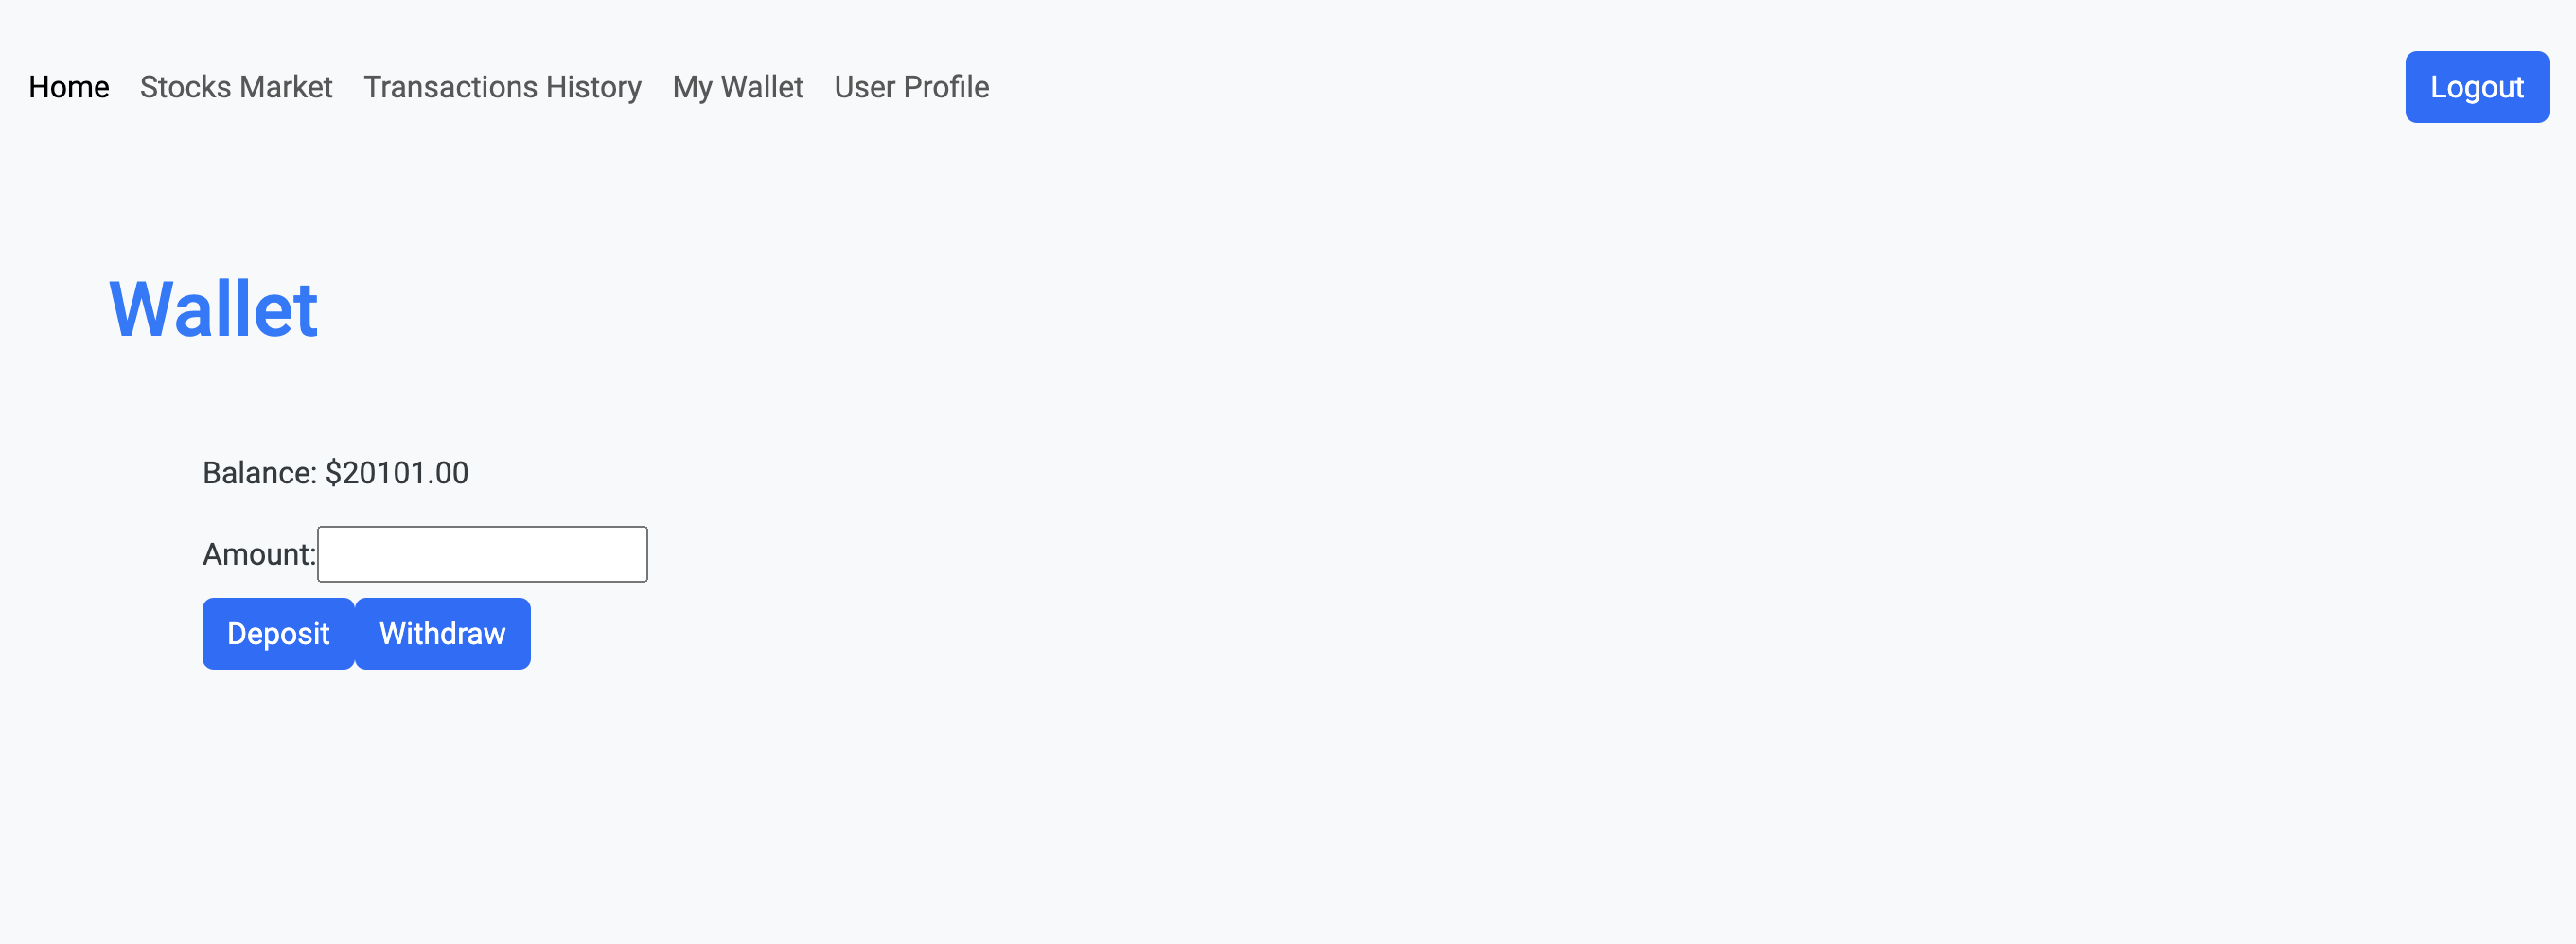 Home Stocks Market Transactions History My Wallet User Profile Logout
Wallet
Balance: $20101.00
Amount:
Deposit Withdraw